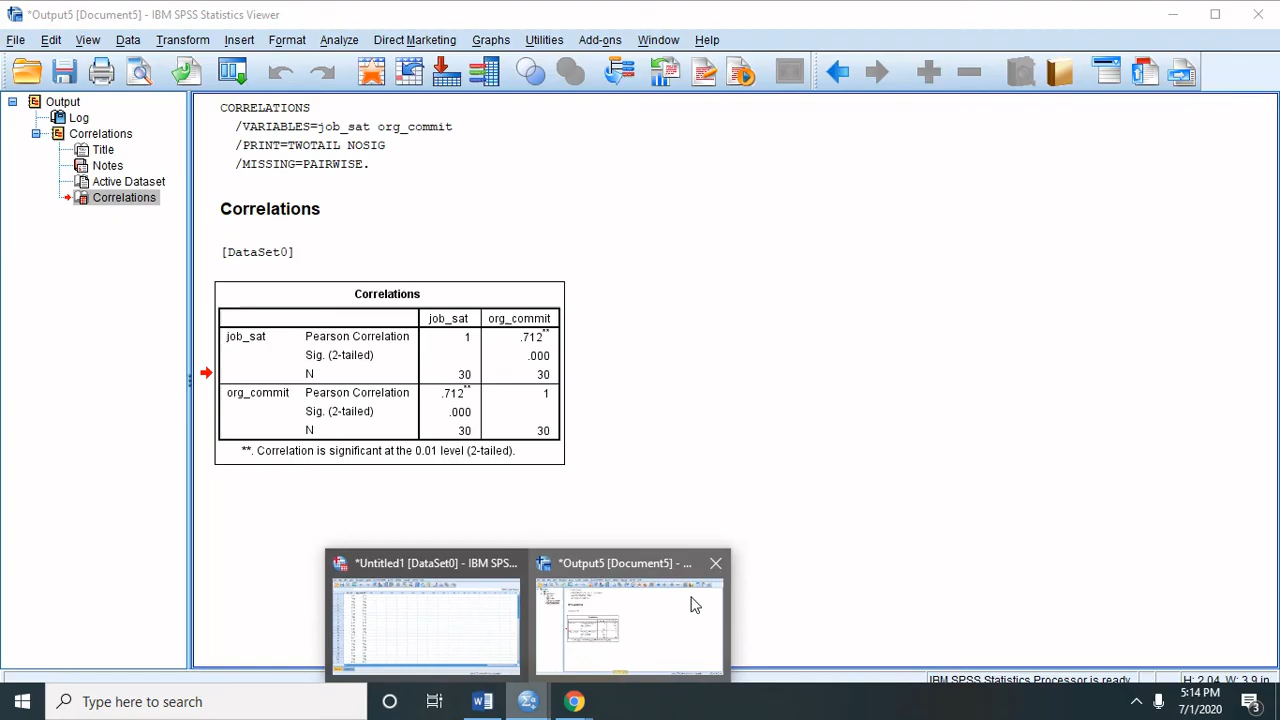 *Output5 [Document5] - IBM SPSS Statistics Viewer
File Edit View Data Transform Insert Format Analyze Direct Marketing Graphs Utilities Add-ons Window Help
Output
Log
Correlations
Title
Notes
Active Dataset
Correlations
CORRELATIONS
/VARIABLES=job_sat org_commit
/PRINT=TWOTAIL NOSIG
/MISSING=PAIRWISE.
Correlations
[DataSet0]
Correlations
job_sat org_commit
job_sat Pearson Correlation 1 .712**
Sig. (2-tailed) .000
N 30 30
org_commit Pearson Correlation .712** 1
Sig. (2-tailed) .000
N 30 30
**. Correlation is significant at the 0.01 level (2-tailed).
*Untitled1 [DataSet0] - IBM SPS...
*Output5 [Document5] - ...
IBM SPSS Statistics Processor is ready
H: 2.04, W: 3.9 in
Type here to search
5:14 PM
7/1/2020
3